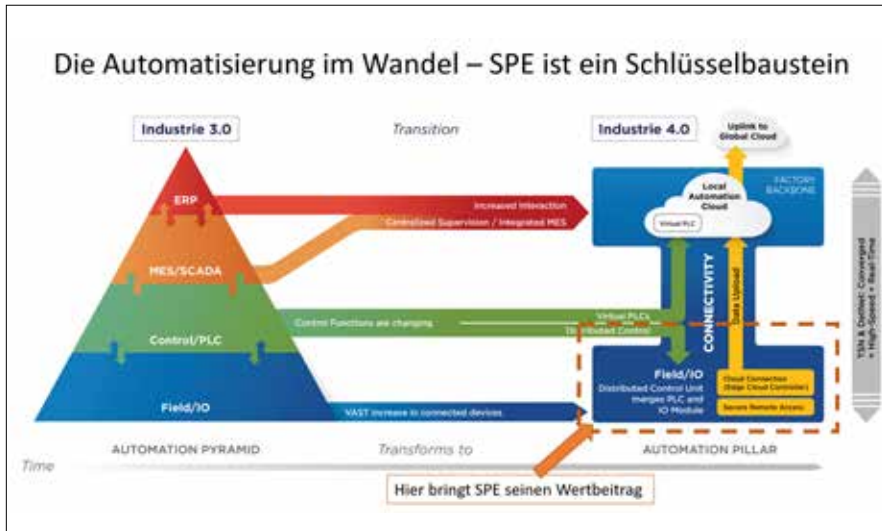 Die Automatisierung im Wandel – SPE ist ein Schlüsselbaustein
Industrie 3.0
Transition
Industrie 4.0
Uplink to
Global Cloud
ERP
Increased Interaction
Centralized Supervision / Integrated MES
FACTORY
BACKBONE
Local
Automation
Cloud
Virtual PLC
MES/SCADA
CONNECTIVITY
Data Upload
TSN & DetNet: Converged
+ High-Speed + Real-Time
Control/PLC
Control Functions are changing
Virtual PLCs
Distributed Control
Field/IO
VAST increase in connected devices
Field/IO
Distributed Control Unit
merges PLC and
IO Module
Cloud Connection
(Edge Cloud Controller)
Secure Remote Access
AUTOMATION PYRAMID
Transforms to
AUTOMATION PILLAR
Time
Hier bringt SPE seinen Wertbeitrag